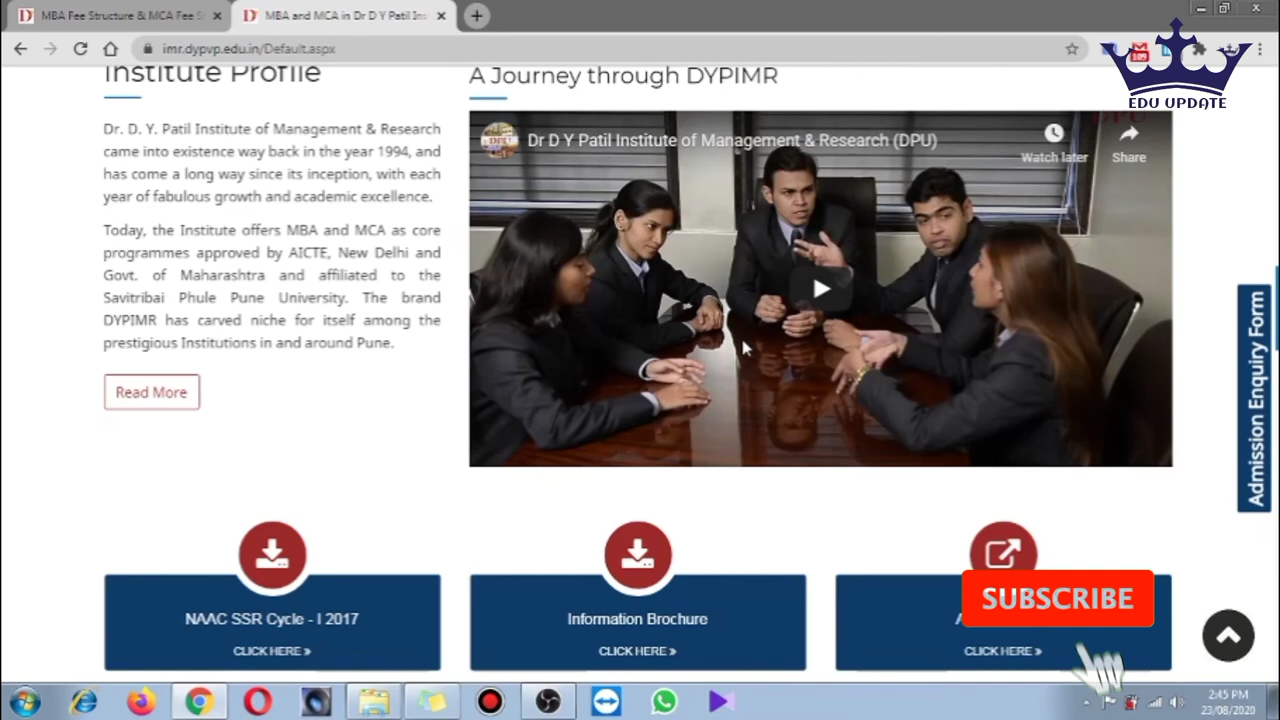 MBA Fee Structure & MCA Fee S
MBA and MCA in Dr D Y Patil Ins
imr.dypvp.edu.in/Default.aspx
109
EDU UPDATE
Institute Profile
Dr. D. Y. Patil Institute of Management & Research
came into existence way back in the year 1994, and
has come a long way since its inception, with each
year of fabulous growth and academic excellence.
Today, the Institute offers MBA and MCA as core
programmes approved by AICTE, New Delhi and
Govt. of Maharashtra and affiliated to the
Savitribai Phule Pune University. The brand
DYPIMR has carved niche for itself among the
prestigious Institutions in and around Pune.
Read More
A Journey through DYPIMR
Dr D Y Patil Institute of Management & Research (DPU)
Watch later
Share
Admission Enquiry Form
NAAC SSR Cycle - I 2017
CLICK HERE »
Information Brochure
CLICK HERE »
SUBSCRIBE
CLICK HERE »
2:45 PM
23/08/2020